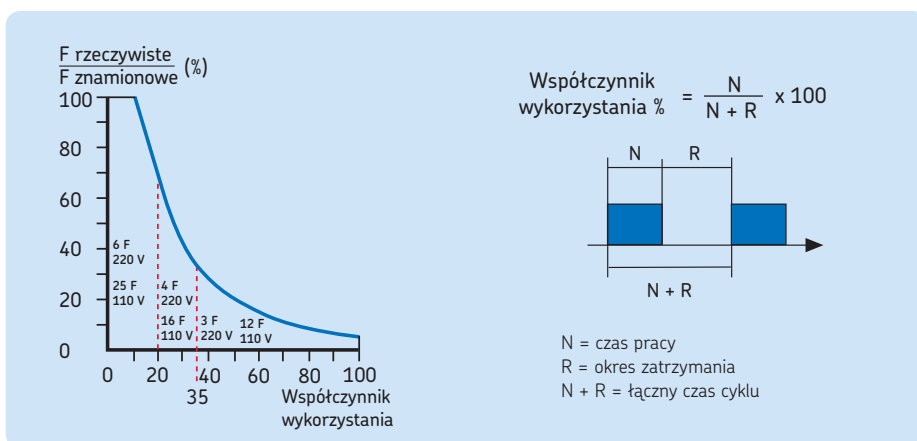 F rzeczywiste
F znamionowe (%)
100
80
60
40
20
0
6 F
220 V
25 F
110 V
4 F
220 V
16 F
110 V
3 F
220 V
12 F
110 V
0 20 40 60 80 100
35
Współczynnik
wykorzystania
Współczynnik
wykorzystania % = N / N + R x 100
N R
N + R
N = czas pracy
R = okres zatrzymania
N + R = łączny czas cyklu